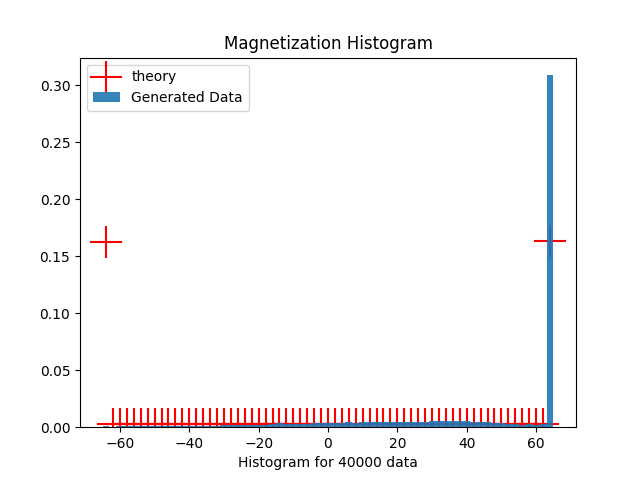 Magnetization Histogram
theory
Generated Data
0.30
0.25
0.20
0.15
0.10
0.05
0.00
−60 −40 −20 0 20 40 60
Histogram for 40000 data